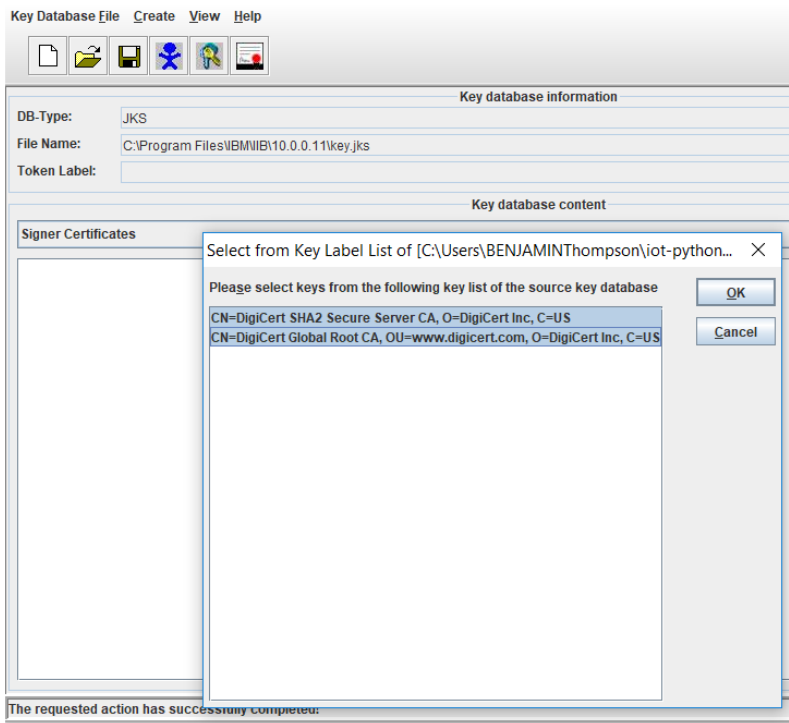 Key Database File Create View Help
Key database information
DB-Type: JKS
File Name: C:\Program Files\IBM\IIB\10.0.0.11\key.jks
Token Label:
Key database content
Signer Certificates
Select from Key Label List of [C:\Users\BENJAMINThompson\iot-python...
Please select keys from the following key list of the source key database
OK
CN=DigiCert SHA2 Secure Server CA, O=DigiCert Inc, C=US
CN=DigiCert Global Root CA, OU=www.digicert.com, O=DigiCert Inc, C=US
Cancel
The requested action has successfully completed!